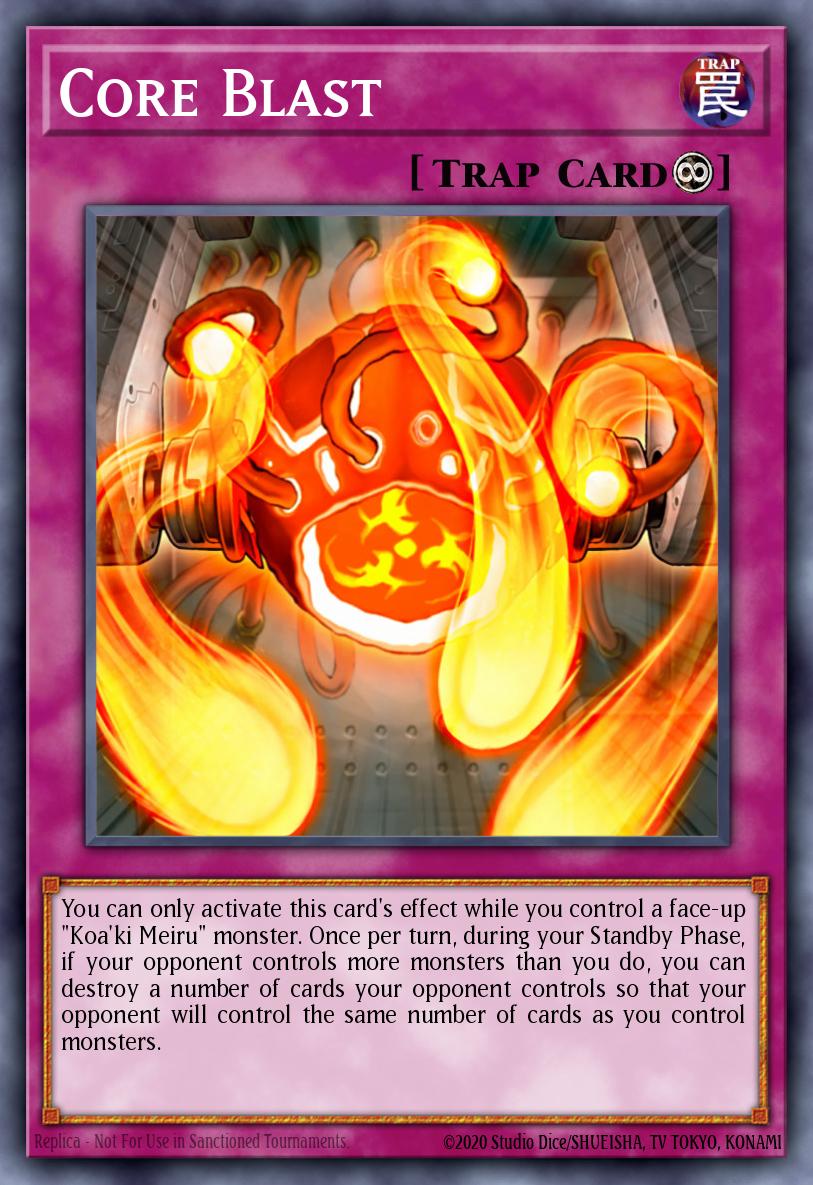 CORE BLAST
TRAP
罠
[TRAP CARD]
You can only activate this card's effect while you control a face-up
"Koa'ki Meiru" monster. Once per turn, during your Standby Phase,
if your opponent controls more monsters than you do, you can
destroy a number of cards your opponent controls so that your
opponent will control the same number of cards as you control
monsters.
Replica - Not For Use in Sanctioned Tournaments.
©2020 Studio Dice/SHUEISHA, TV TOKYO, KONAMI